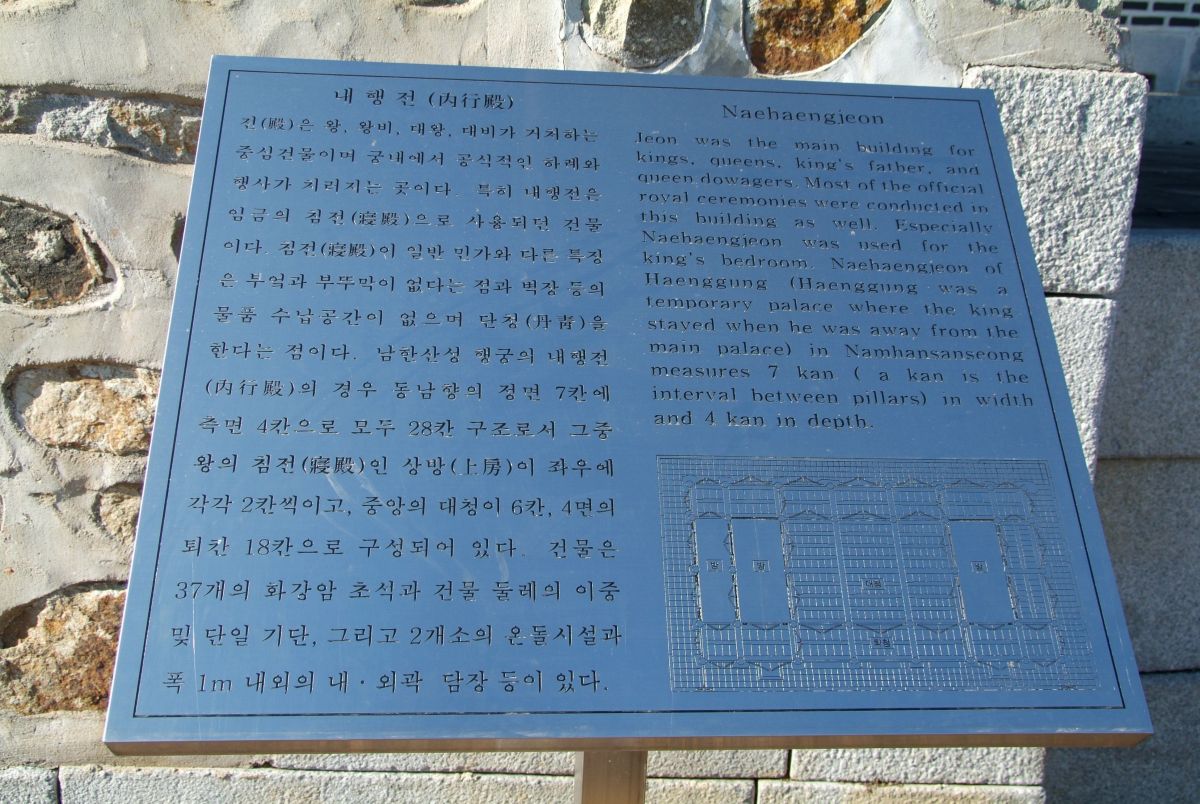 내행전 (內行殿)
전(殿)은 왕, 왕비, 대왕, 대비가 거처하는
중심건물이며 궁내에서 공식적인 하례와
행사가 치러지는 곳이다. 특히 내행전은
임금의 침전(寢殿)으로 사용되던 건물
이다. 침전(寢殿)이 일반 민가와 다른 특징
은 부엌과 부뚜막이 없다는 점과 벽장 등의
물품 수납공간이 없으며 단청(丹靑)을
한다는 점이다. 남한산성 행궁의 내행전
(內行殿)의 경우 동남향의 정면 7칸에
측면 4칸으로 모두 28칸 구조로서 그중
왕의 침전(寢殿)인 상방(上房)이 좌우에
각각 2칸씩이고, 중앙의 대청이 6칸, 4면의
퇴칸 18칸으로 구성되어 있다. 건물은
37개의 화강암 초석과 건물 둘레의 이중
및 단일 기단, 그리고 2개소의 온돌시설과
폭 1m 내외의 내·외곽 담장 등이 있다.
Naehaengjeon
Jeon was the main building for
kings, queens, king's father, and
queen dowagers. Most of the official
royal ceremonies were conducted in
this building as well. Especially
Naehaengjeon was used for the
king's bedroom. Naehaengjeon of
Haenggung (Haenggung was a
temporary palace where the king
stayed when he was away from the
main palace) in Namhansanseong
measures 7 kan ( a kan is the
interval between pillars) in width
and 4 kan in depth.